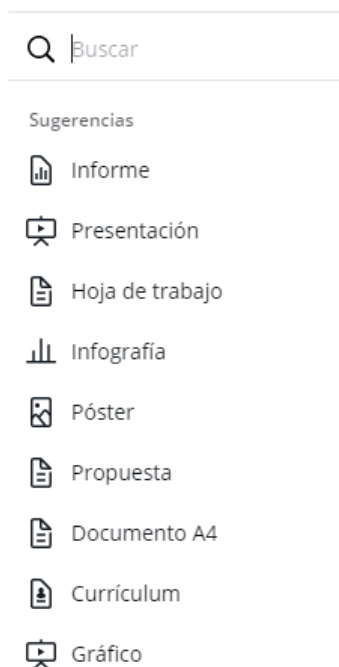 Buscar
Sugerencias
Informe
Presentación
Hoja de trabajo
Infografía
Póster
Propuesta
Documento A4
Currículum
Gráfico